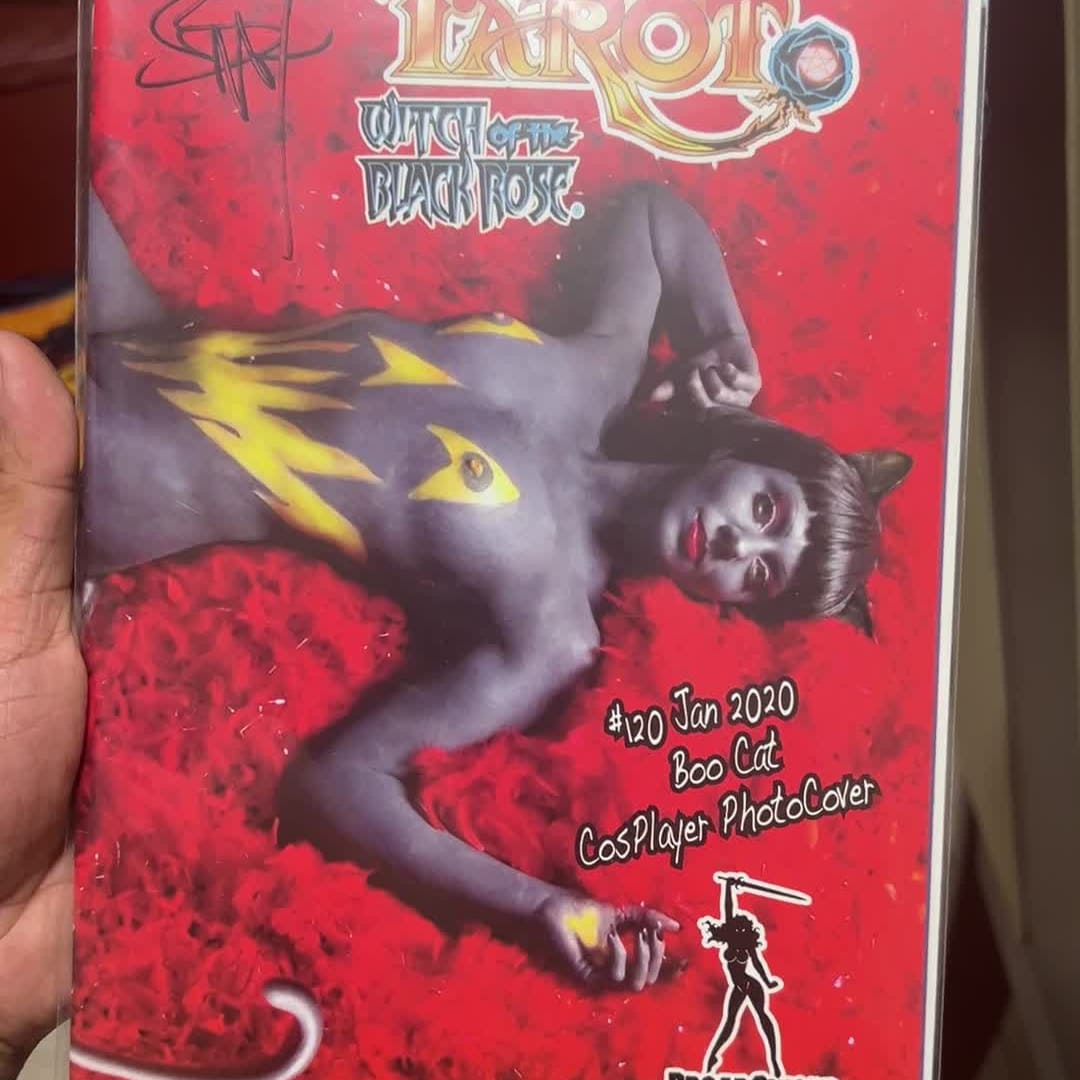 TAROT
WITCH OF THE
BLACK ROSE.
#120 Jan 2020
Boo Cat
CosPlayer PhotoCover